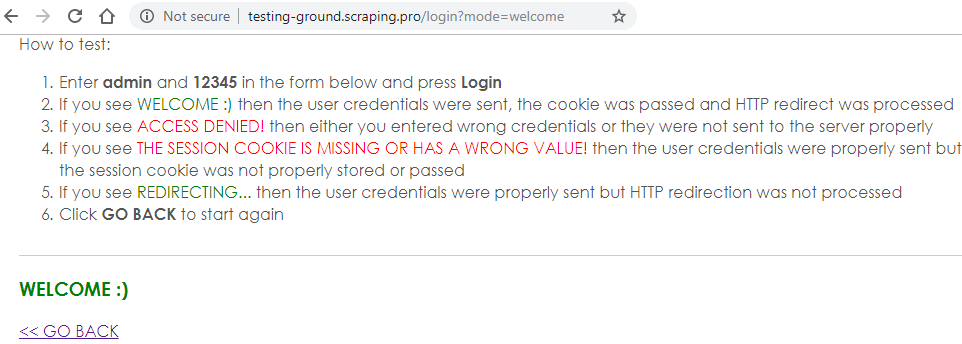 Not secure testing-ground.scraping.pro/login?mode=welcome
How to test:
1. Enter admin and 12345 in the form below and press Login
2. If you see WELCOME :) then the user credentials were sent, the cookie was passed and HTTP redirect was processed
3. If you see ACCESS DENIED! then either you entered wrong credentials or they were not sent to the server properly
4. If you see THE SESSION COOKIE IS MISSING OR HAS A WRONG VALUE! then the user credentials were properly sent but
the session cookie was not properly stored or passed
5. If you see REDIRECTING... then the user credentials were properly sent but HTTP redirection was not processed
6. Click GO BACK to start again
WELCOME :)
<< GO BACK